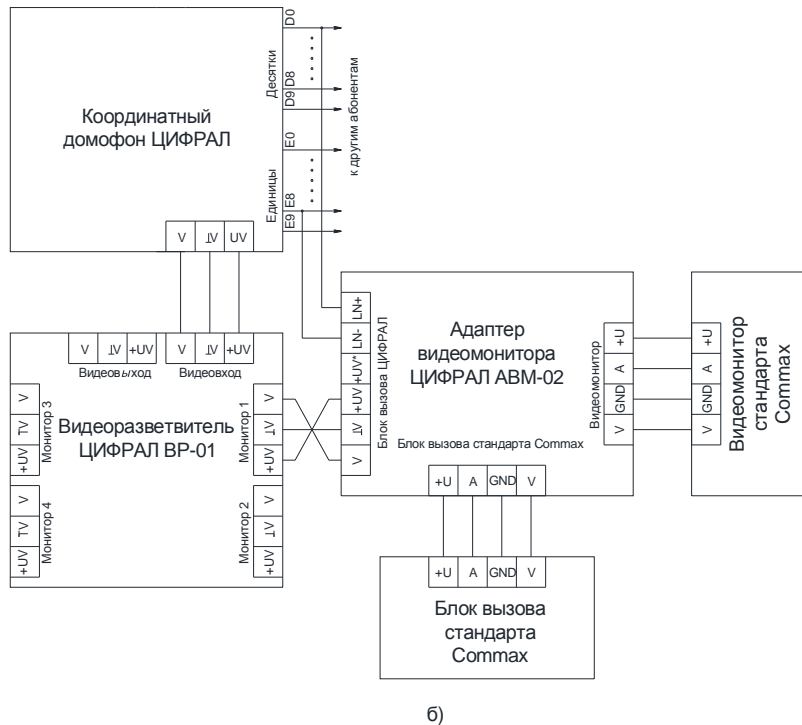 Координатный
домофон ЦИФРАЛ
Десятки
D0
D8
D9
Единицы
E0
E8
E9
к другим абонентам
V ⊥V UV
V ⊥V +UV
Видеовыход
V ⊥V +UV
Видеовход
Видеоразветвитель
ЦИФРАЛ ВР-01
Монитор 3
V
TV
+UV
Монитор 4
V
TV
+UV
Монитор 1
V
⊥V
+UV
Монитор 2
V
⊥V
+UV
LN+
LN-
+UV*
+UV
⊥V
V
Блок вызова ЦИФРАЛ
Адаптер
видеомонитора
ЦИФРАЛ АВМ-02
Видеомонитор
+U
A
GND
V
Блок вызова стандарта Commax
+U A GND V
+U
A
GND
V
Видеомонитор
стандарта
Commax
+U A GND V
Блок вызова
стандарта
Commax
б)